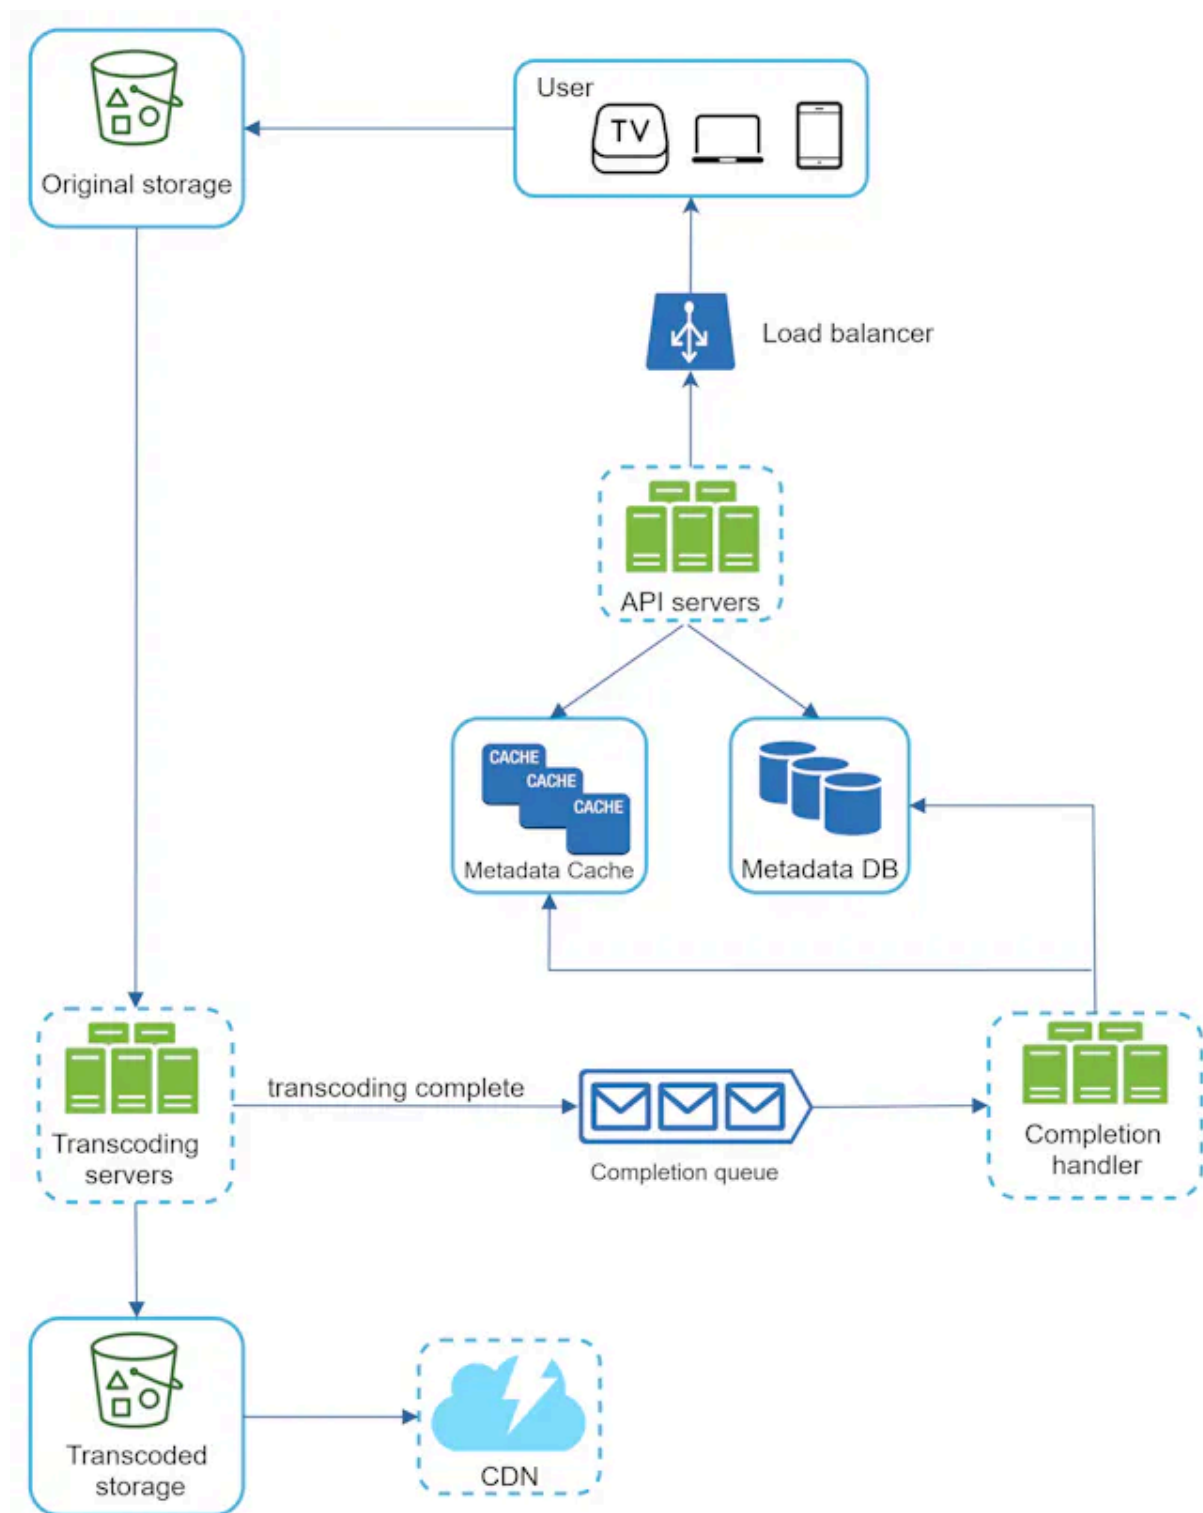 User
TV
Original storage
Load balancer
API servers
CACHE
CACHE
CACHE
Metadata Cache
Metadata DB
transcoding complete
Transcoding
servers
Completion queue
Completion
handler
Transcoded
storage
CDN